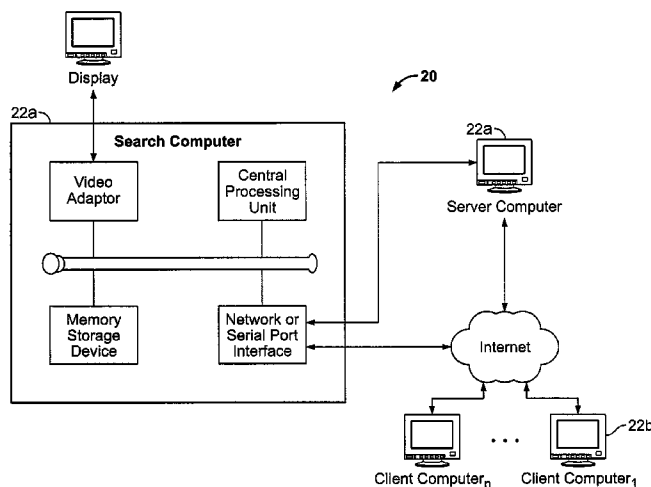 Display
20
22a
Search Computer
Video
Adaptor
Central
Processing
Unit
Memory
Storage
Device
Network or
Serial Port
Interface
22a
Server Computer
Internet
22b
...
Client Computerₙ
Client Computer₁